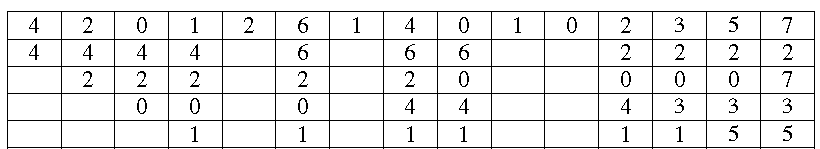 4 2 0 1 2 6 1 4 0 1 0 2 3 5 7
4 4 4 4 6 6 6 2 2 2 2
2 2 2 2 2 0 0 0 0 7
0 0 0 4 4 4 3 3 3
1 1 1 1 1 1 5 5